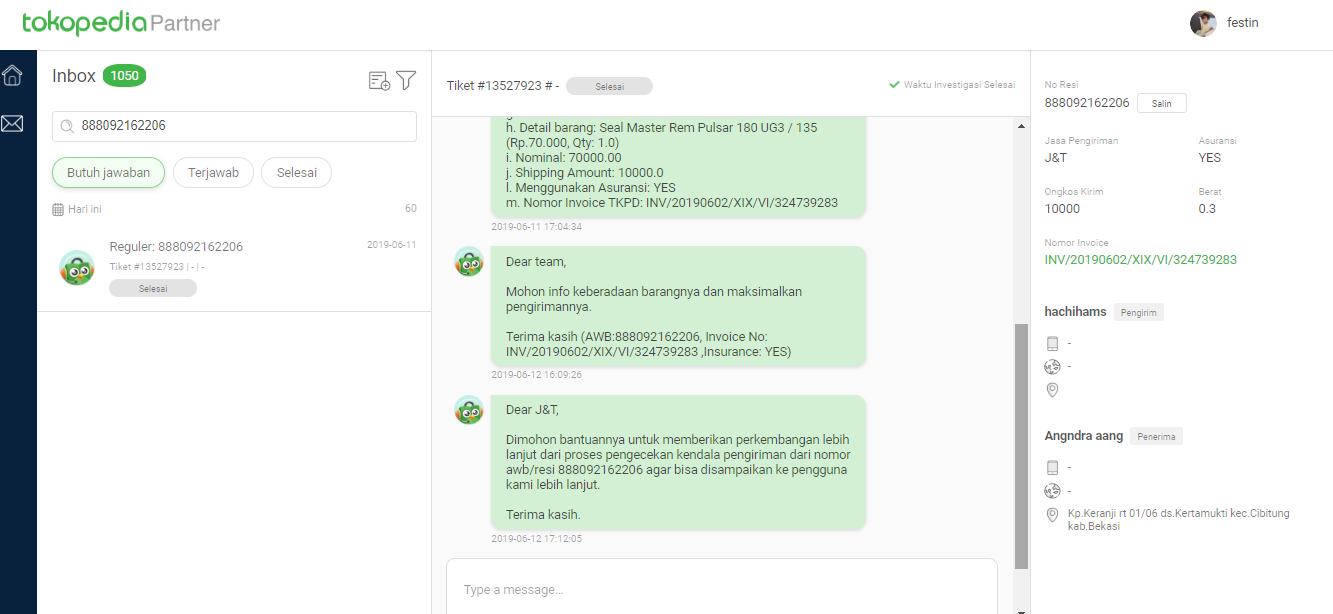 tokopedia Partner
festin
Inbox 1050
888092162206
Butuh jawaban Terjawab Selesai
Hari ini 60
Reguler: 888092162206 2019-06-11
Tiket #13527923 | - | -
Selesai
Tiket #13527923 # - Selesai
Waktu Investigasi Selesai
h. Detail barang: Seal Master Rem Pulsar 180 UG3 / 135
(Rp.70.000, Qty: 1.0)
i. Nominal: 70000.00
j. Shipping Amount: 10000.0
l. Menggunakan Asuransi: YES
m. Nomor Invoice TKPD: INV/20190602/XIX/VI/324739283
2019-06-11 17:04:34
Dear team,
Mohon info keberadaan barangnya dan maksimalkan
pengirimannya.
Terima kasih (AWB:888092162206, Invoice No:
INV/20190602/XIX/VI/324739283 ,Insurance: YES)
2019-06-12 16:09:26
Dear J&T,
Dimohon bantuannya untuk memberikan perkembangan lebih
lanjut dari proses pengecekan kendala pengiriman dari nomor
awb/resi 888092162206 agar bisa disampaikan ke pengguna
kami lebih lanjut.
Terima kasih.
2019-06-12 17:12:05
Type a message...
No Resi
888092162206 Salin
Jasa Pengiriman Asuransi
J&T YES
Ongkos Kirim Berat
10000 0.3
Nomor Invoice
INV/20190602/XIX/VI/324739283
hachihams Pengirim
-
-
Angndra aang Penerima
-
-
Kp.Keranji rt 01/06 ds.Kertamukti kec.Cibitung
kab.Bekasi